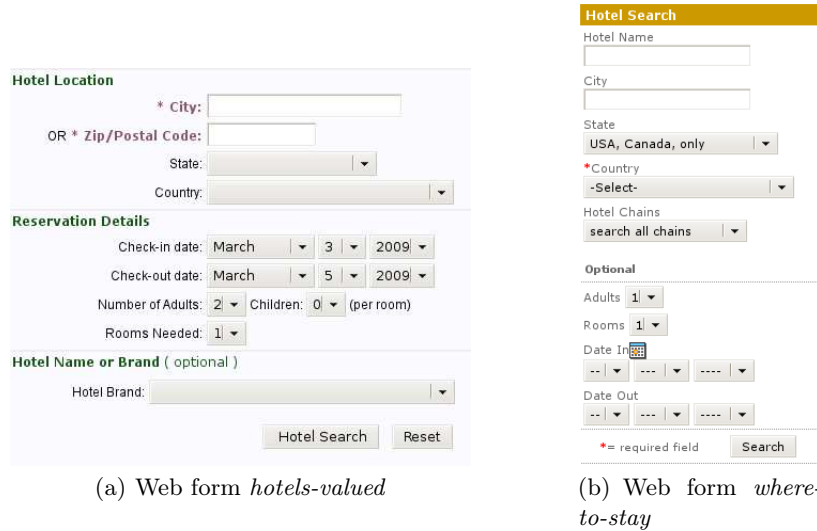 Hotel Location
* City:
OR * Zip/Postal Code:
State:
Country:
Reservation Details
Check-in date: March 3 2009
Check-out date: March 5 2009
Number of Adults: 2 Children: 0 (per room)
Rooms Needed: 1
Hotel Name or Brand ( optional )
Hotel Brand:
Hotel Search Reset
(a) Web form hotels-valued
Hotel Search
Hotel Name
City
State
USA, Canada, only
*Country
-Select-
Hotel Chains
search all chains
Optional
Adults 1
Rooms 1
Date In
-- --- ----
Date Out
-- --- ----
*= required field Search
(b) Web form where-
to-stay